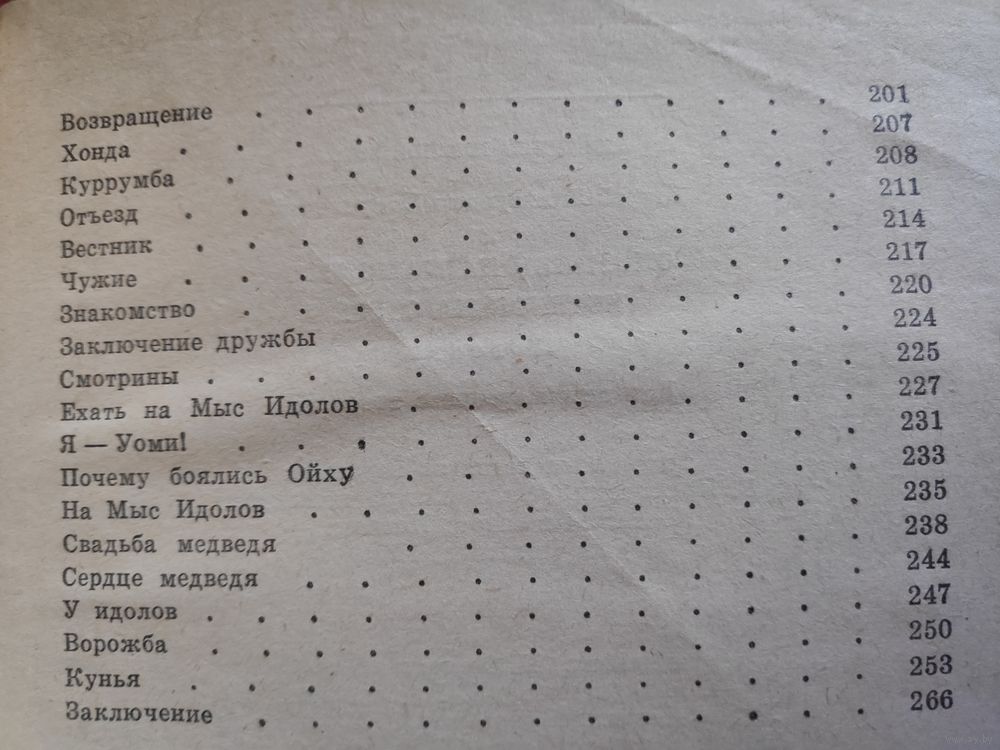 Возвращение . . . . . . . . . . . . 201
Хонда . . . . . . . . . . . . 207
Куррумба . . . . . . . . . . . 208
Отъезд . . . . . . . . . . . . 211
Вестник . . . . . . . . . . . . 214
Чужие . . . . . . . . . . . . 217
Знакомство . . . . . . . . . . . 220
Заключение дружбы . . . . . . . . . 224
Смотрины . . . . . . . . . . . . 225
Ехать на Мыс Идолов . . . . . . . . 227
Я — Уоми! . . . . . . . . . . . 231
Почему боялись Ойху . . . . . . . . 233
На Мыс Идолов . . . . . . . . . . 235
Свадьба медведя . . . . . . . . 238
Сердце медведя . . . . . . . . . . 244
У идолов . . . . . . . . . . . . 247
Ворожба . . . . . . . . . . . . 250
Кунья . . . . . . . . . . . . 253
Заключение . . . . . . . . . . . 266